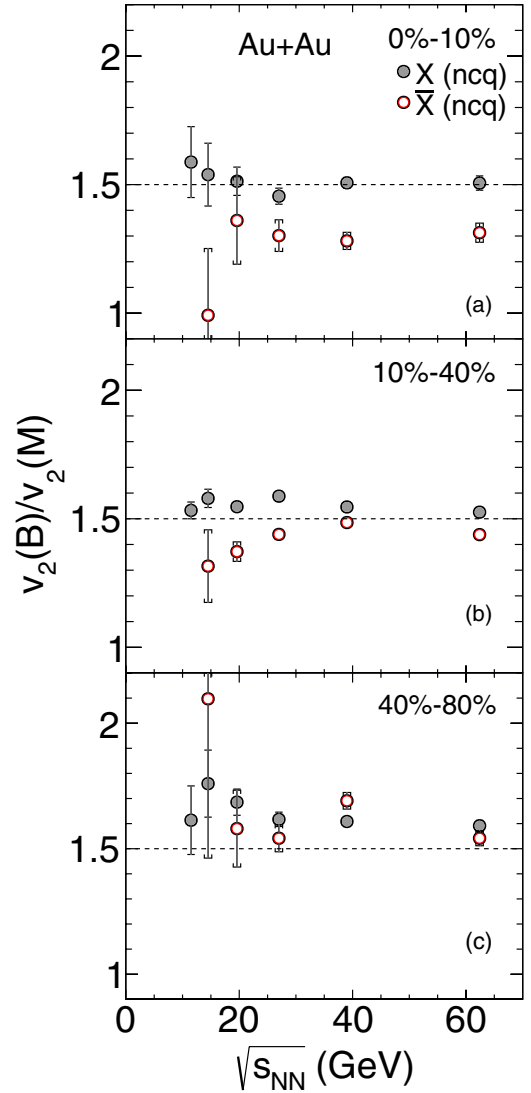 Au+Au
0%-10%
X (ncq)
X̅ (ncq)
2
1.5
1
(a)
10%-40%
2
1.5
1
(b)
v₂(B)/v₂(M)
40%-80%
2
1.5
1
(c)
0 20 40 60
√s_NN (GeV)